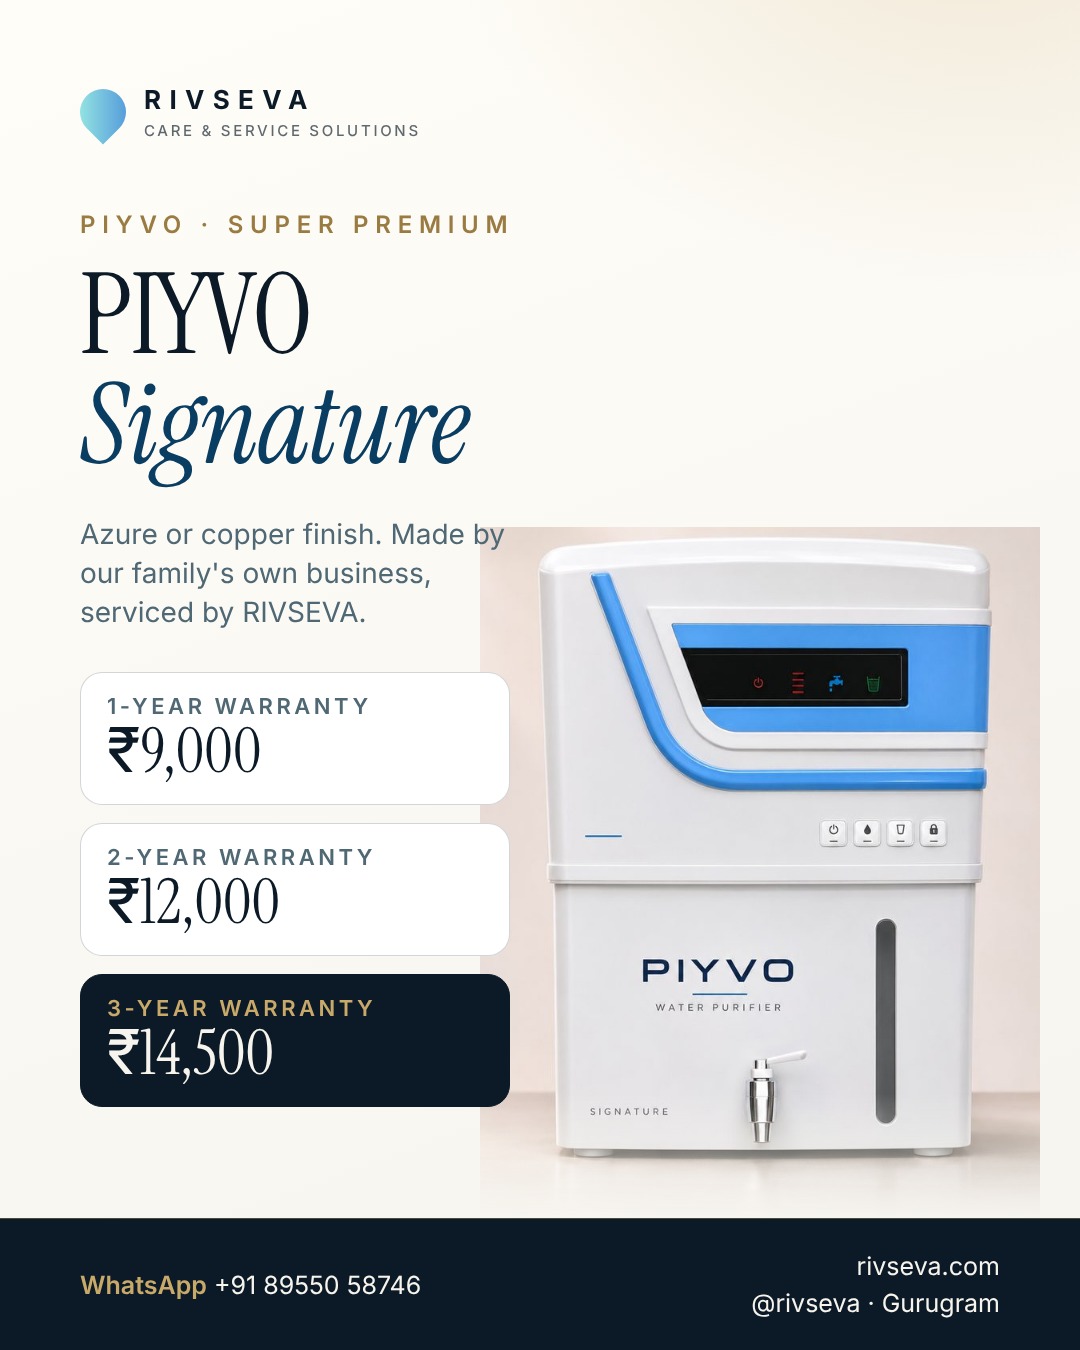 RIVSEVA
CARE & SERVICE SOLUTIONS
PIYVO · SUPER PREMIUM
PIYVO
Signature
Azure or copper finish. Made by
our family's own business,
serviced by RIVSEVA.
1-YEAR WARRANTY
₹9,000
2-YEAR WARRANTY
₹12,000
3-YEAR WARRANTY
₹14,500
PIYVO
WATER PURIFIER
SIGNATURE
WhatsApp +91 89550 58746
rivseva.com
@rivseva · Gurugram